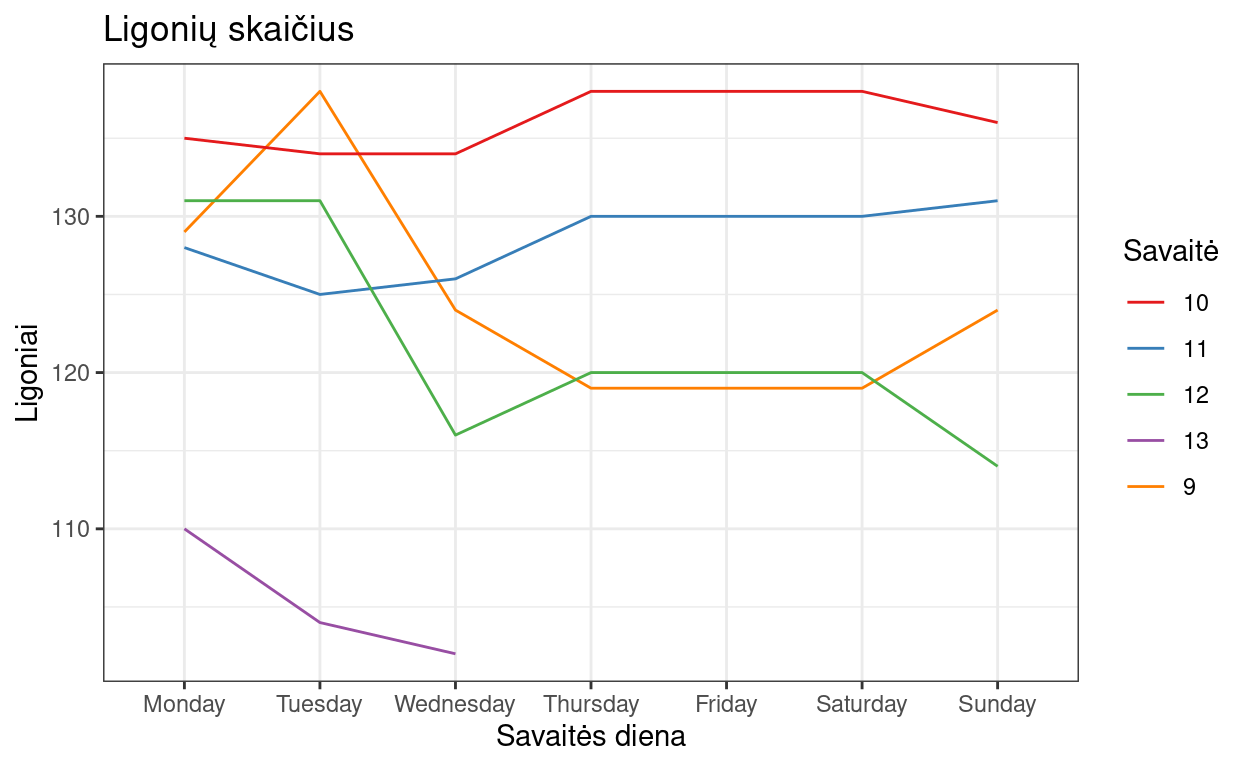 Ligonių skaičius
Ligoniai
130
120
110
Monday Tuesday Wednesday Thursday Friday Saturday Sunday
Savaitės diena
Savaitė
10
11
12
13
9